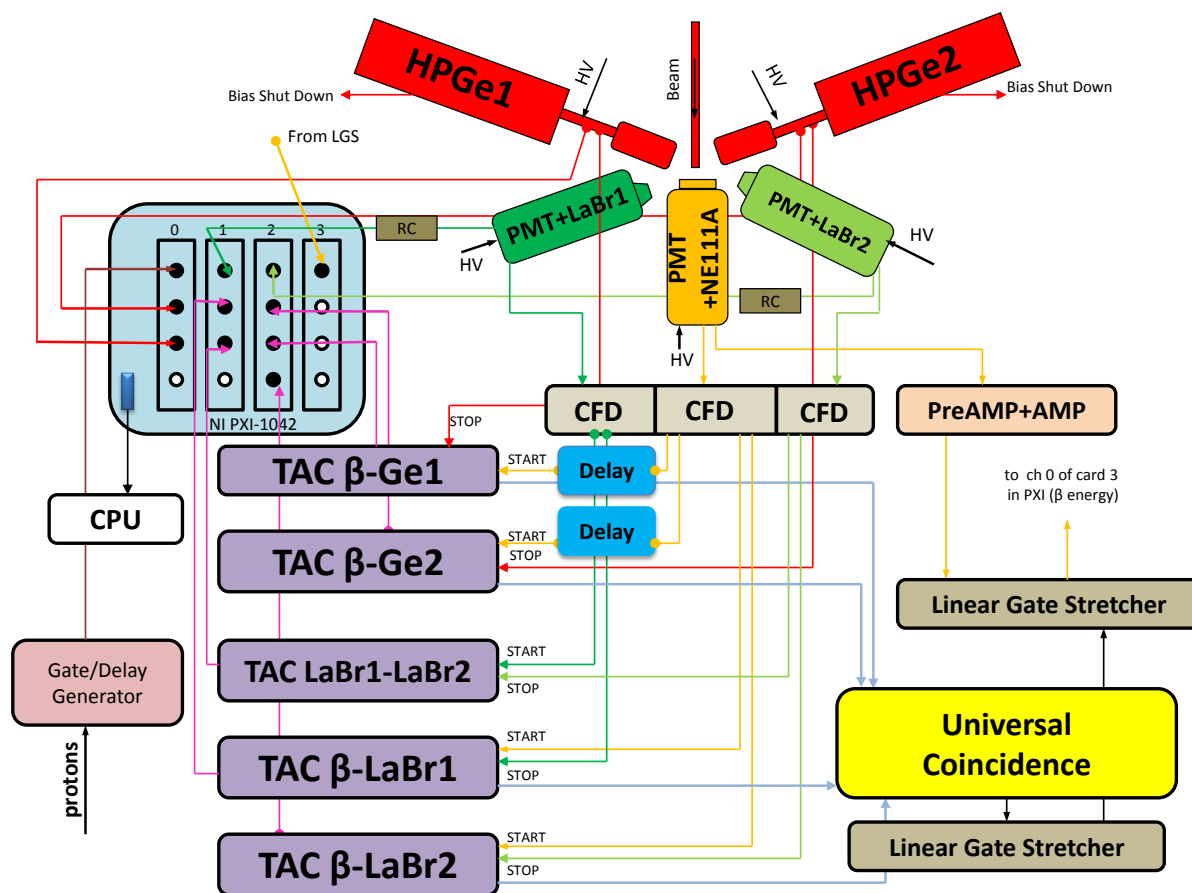 HPGe1
HV
Beam
HV
HPGe2
Bias Shut Down
Bias Shut Down
From LGS
0 1 2 3
RC
PMT+LaBr1
HV
PMT
+NE111A
HV
PMT+LaBr2
HV
RC
NI PXI-1042
CFD
CFD
CFD
PreAMP+AMP
STOP
TAC β-Ge1
START
Delay
to ch 0 of card 3
in PXI (β energy)
CPU
TAC β-Ge2
START
STOP
Delay
Linear Gate Stretcher
Gate/Delay
Generator
protons
TAC LaBr1-LaBr2
START
STOP
Universal
Coincidence
TAC β-LaBr1
START
STOP
Linear Gate Stretcher
TAC β-LaBr2
START
STOP